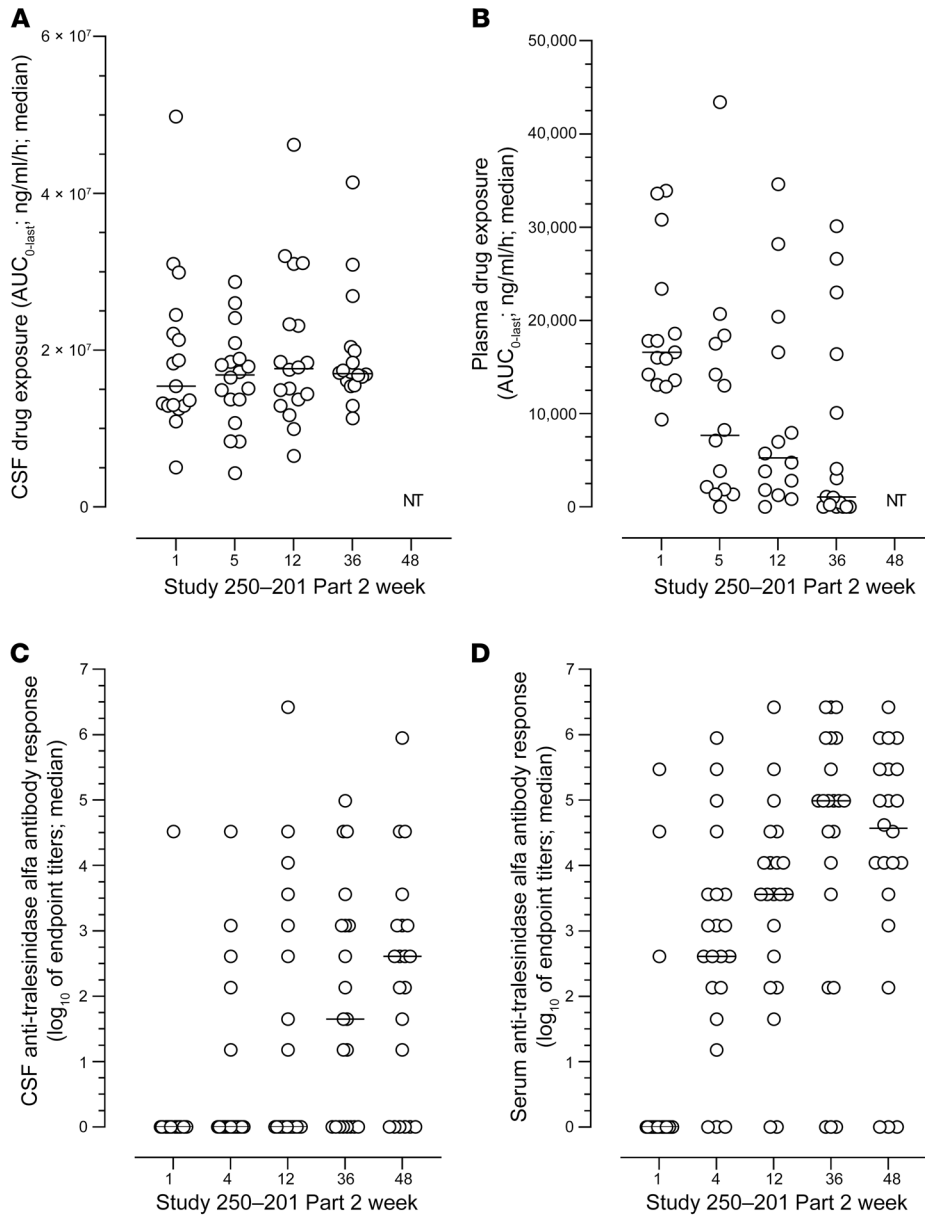 A
CSF drug exposure (AUC0-last; ng/ml/h; median)
6 × 10⁷
4 × 10⁷
2 × 10⁷
0
NT
1 5 12 36 48
Study 250–201 Part 2 week
B
Plasma drug exposure
(AUC0-last; ng/ml/h; median)
50,000
40,000
30,000
20,000
10,000
0
NT
1 5 12 36 48
Study 250–201 Part 2 week
C
CSF anti-tralesinidase alfa antibody response
(log10 of endpoint titers; median)
7
6
5
4
3
2
1
0
1 4 12 36 48
Study 250–201 Part 2 week
D
Serum anti-tralesinidase alfa antibody response
(log10 of endpoint titers; median)
7
6
5
4
3
2
1
0
1 4 12 36 48
Study 250–201 Part 2 week